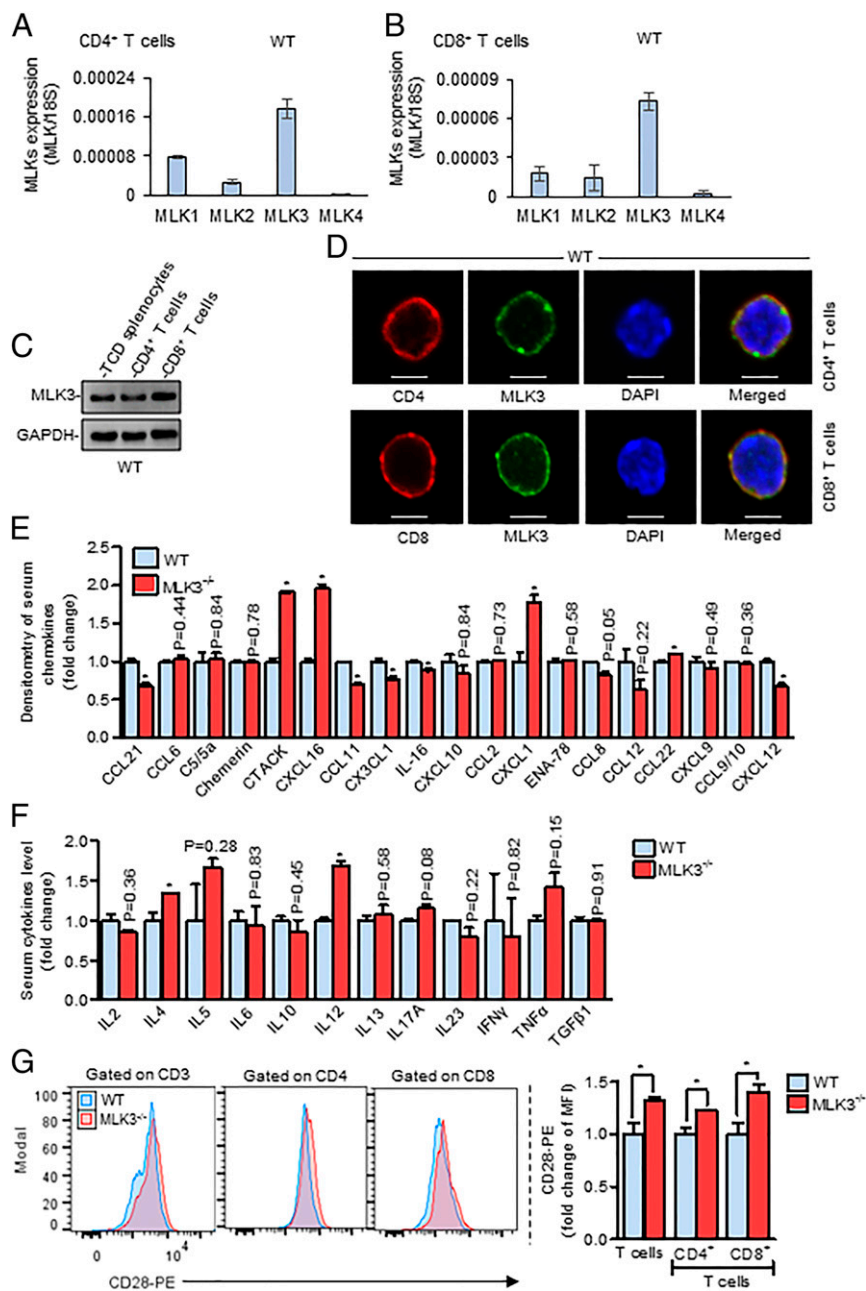 A
CD4+ T cells
WT
MLKs expression
(MLK/18S)
0.00024
0.00016
0.00008
0
MLK1
MLK2
MLK3
MLK4
B
CD8+ T cells
WT
MLKs expression
(MLK/18S)
0.00009
0.00006
0.00003
0
MLK1
MLK2
MLK3
MLK4
C
-TCD splenocytes
-CD4+ T cells
-CD8+ T cells
MLK3-
GAPDH-
WT
D
WT
CD4
MLK3
DAPI
Merged
CD4+ T cells
CD8
MLK3
DAPI
Merged
CD8+ T cells
E
Densitometry of serum
chemokines
(fold change)
2.5
2.0
1.5
1.0
0.5
0.0
WT
MLK3-/-
*
P=0.44
P=0.84
P=0.78
*
*
*
*
*
P=0.84
P=0.73
*
P=0.58
P=0.05
P=0.22
*
P=0.49
P=0.36
*
CCL21
CCL6
C5/5a
Chemerin
CTACK
CXCL16
CCL11
CX3CL1
IL-16
CXCL10
CCL2
CXCL1
ENA-78
CCL8
CCL12
CCL22
CXCL9
CCL9/10
CXCL12
F
Serum cytokines level
(fold change)
2.0
1.5
1.0
0.5
0.0
P=0.36
*
P=0.28
P=0.83
P=0.45
*
P=0.58
P=0.08
P=0.22
P=0.82
P=0.15
P=0.91
WT
MLK3-/-
IL2
IL4
IL5
IL6
IL10
IL12
IL13
IL17A
IL23
IFNγ
TNFα
TGFβ1
G
Gated on CD3
Gated on CD4
Gated on CD8
WT
MLK3-/-
Modal
100
80
60
40
20
0
0
10^4
CD28-PE
CD28-PE
(fold change of MFI)
1.5
1.0
0.5
0.0
*
*
*
WT
MLK3-/-
T cells
CD4+
CD8+
T cells